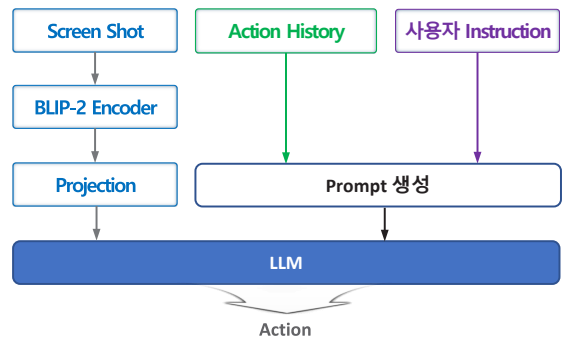 Screen Shot
Action History
사용자 Instruction
BLIP-2 Encoder
Projection
Prompt 생성
LLM
Action